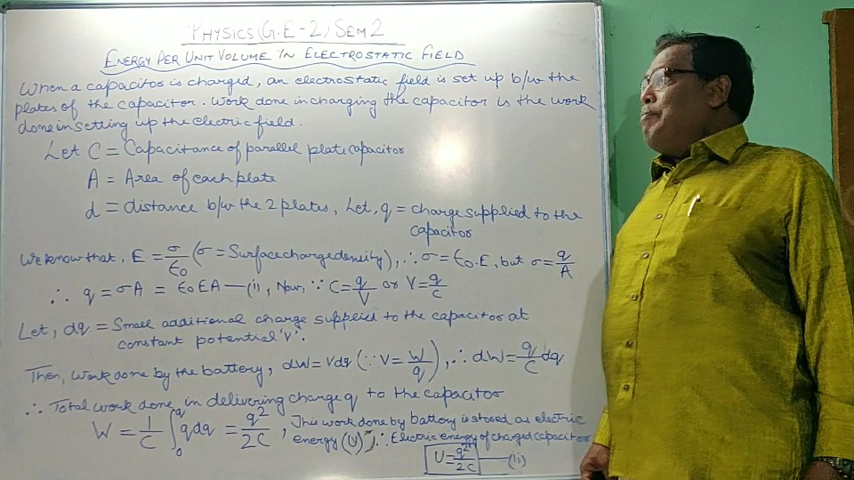 PHYSICS (G.E-2) SEM 2
ENERGY PER UNIT VOLUME IN ELECTROSTATIC FIELD
When a capacitor is charged, an electrostatic field is set up b/w the
plates of the capacitor. Work done in charging the capacitor is the work
done in setting up the electric field.
Let C = Capacitance of parallel plate capacitor
A = Area of each plate
d = distance b/w the 2 plates, Let, q = charge supplied to the
capacitor
We know that, E = σ/ε₀ (σ = Surface charge density), ∴ σ = ε₀.E, but σ = q/A
∴ q = σA = ε₀EA —(i), Now, ∵ C = q/V or V = q/C
Let, dq = Small additional charge supplied to the capacitor at
constant potential 'V'.
Then, work done by the battery, dW = Vdq (∵ V = W/q), ∴ dW = q/C dq
∴ Total work done in delivering charge q to the capacitor
W = 1/C ∫₀^q q dq = q²/2C, This work done by battery is stored as electric
energy (U). ∴ Electric energy of charged capacitor
U = q²/2C —(ii)